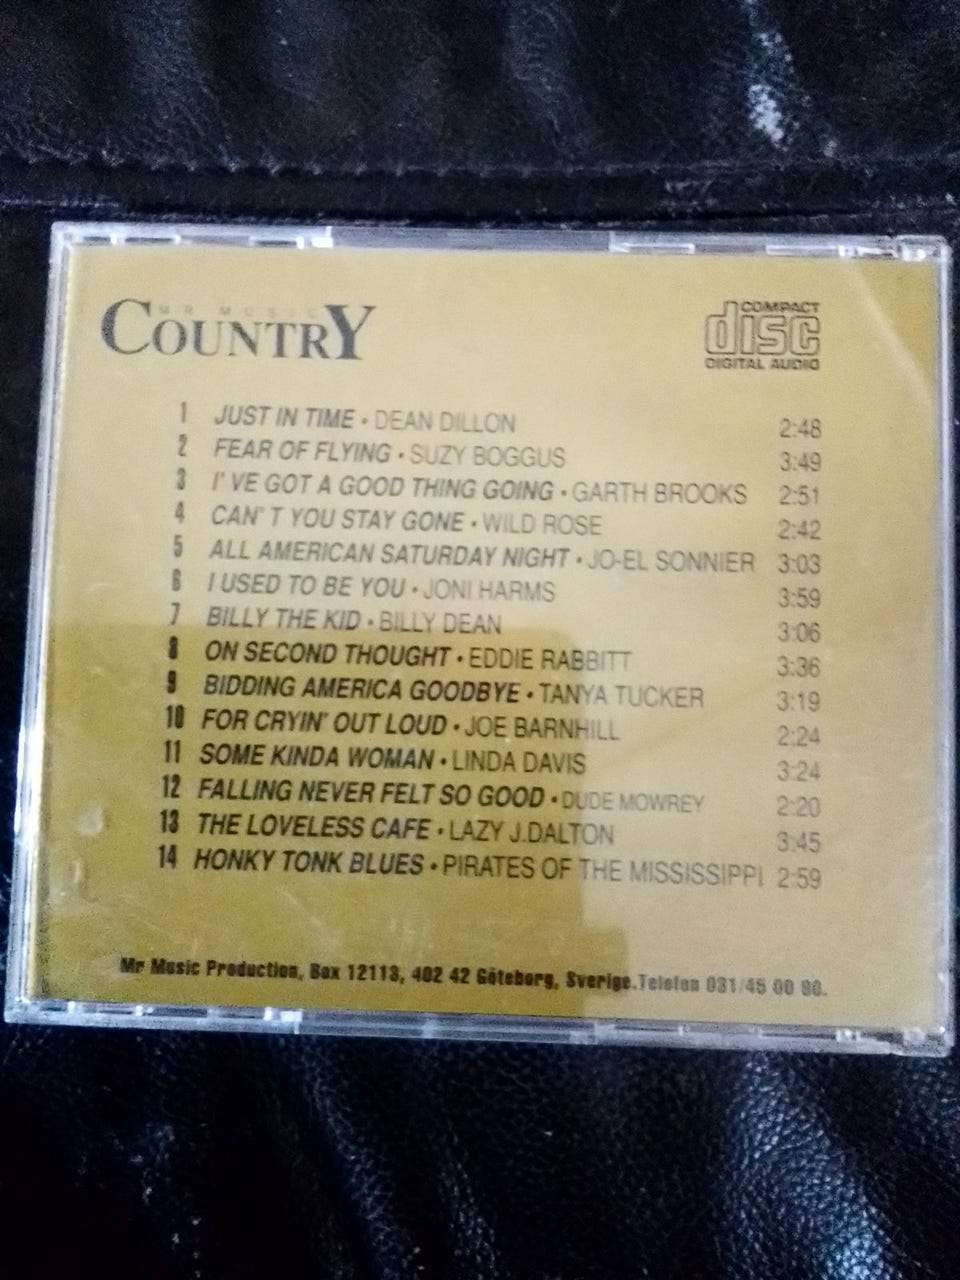 MR MUSIC
COUNTRY
COMPACT
disc
DIGITAL AUDIO
1 JUST IN TIME • DEAN DILLON 2:48
2 FEAR OF FLYING • SUZY BOGGUS 3:49
3 I' VE GOT A GOOD THING GOING • GARTH BROOKS 2:51
4 CAN' T YOU STAY GONE • WILD ROSE 2:42
5 ALL AMERICAN SATURDAY NIGHT • JO-EL SONNIER 3:03
6 I USED TO BE YOU • JONI HARMS 3:59
7 BILLY THE KID • BILLY DEAN 3:06
8 ON SECOND THOUGHT • EDDIE RABBITT 3:36
9 BIDDING AMERICA GOODBYE • TANYA TUCKER 3:19
10 FOR CRYIN' OUT LOUD • JOE BARNHILL 2:24
11 SOME KINDA WOMAN • LINDA DAVIS 3:24
12 FALLING NEVER FELT SO GOOD • DUDE MOWREY 2:20
13 THE LOVELESS CAFE • LAZY J.DALTON 3:45
14 HONKY TONK BLUES • PIRATES OF THE MISSISSIPPI 2:59
Mr Music Production, Box 12113, 402 42 Göteborg, Sverige.Telefon 031/45 00 90.